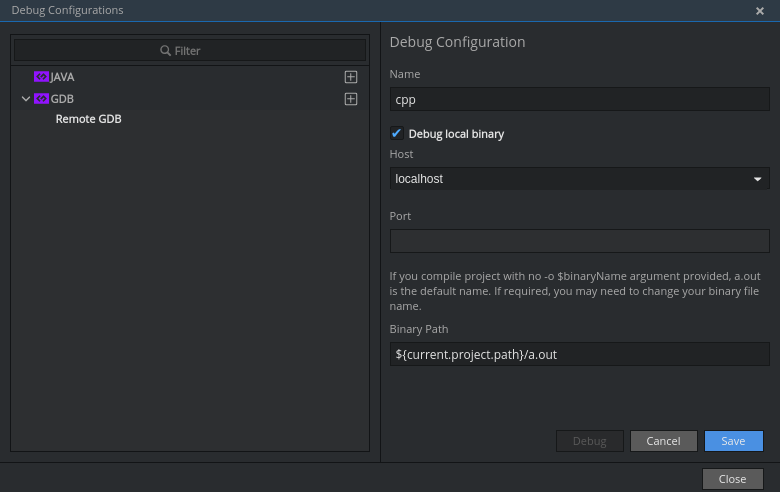 Debug Configurations
Filter
JAVA
GDB
Remote GDB
Debug Configuration
Name
cpp
Debug local binary
Host
localhost
Port
If you compile project with no -o $binaryName argument provided, a.out
is the default name. If required, you may need to change your binary file
name.
Binary Path
${current.project.path}/a.out
Debug
Cancel
Save
Close